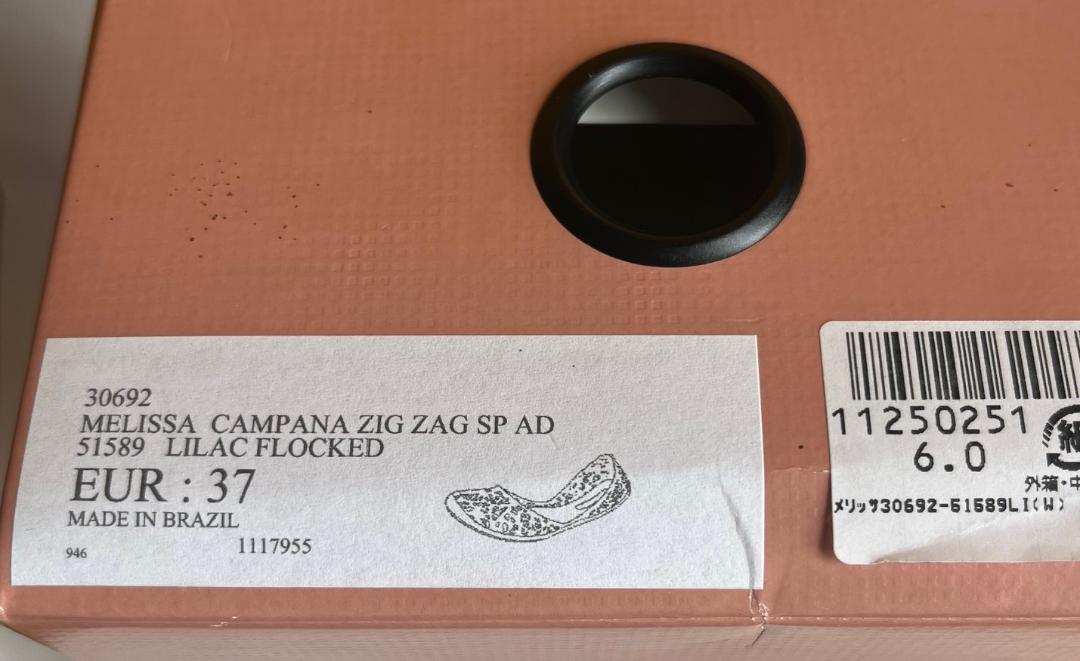 30692
MELISSA CAMPANA ZIG ZAG SP AD
51589 LILAC FLOCKED
EUR : 37
MADE IN BRAZIL
946 1117955
11250251
6.0
紙
外箱・中
メリッサ30692-51589LI(W)